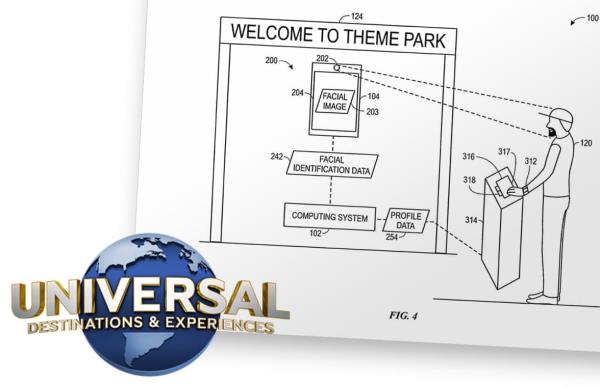 124
100
WELCOME TO THEME PARK
200
202
204
104
FACIAL
IMAGE
203
120
242
FACIAL
IDENTIFICATION DATA
316
317
312
318
314
COMPUTING SYSTEM
102
PROFILE
DATA
254
UNIVERSAL
DESTINATIONS & EXPERIENCES
FIG. 4